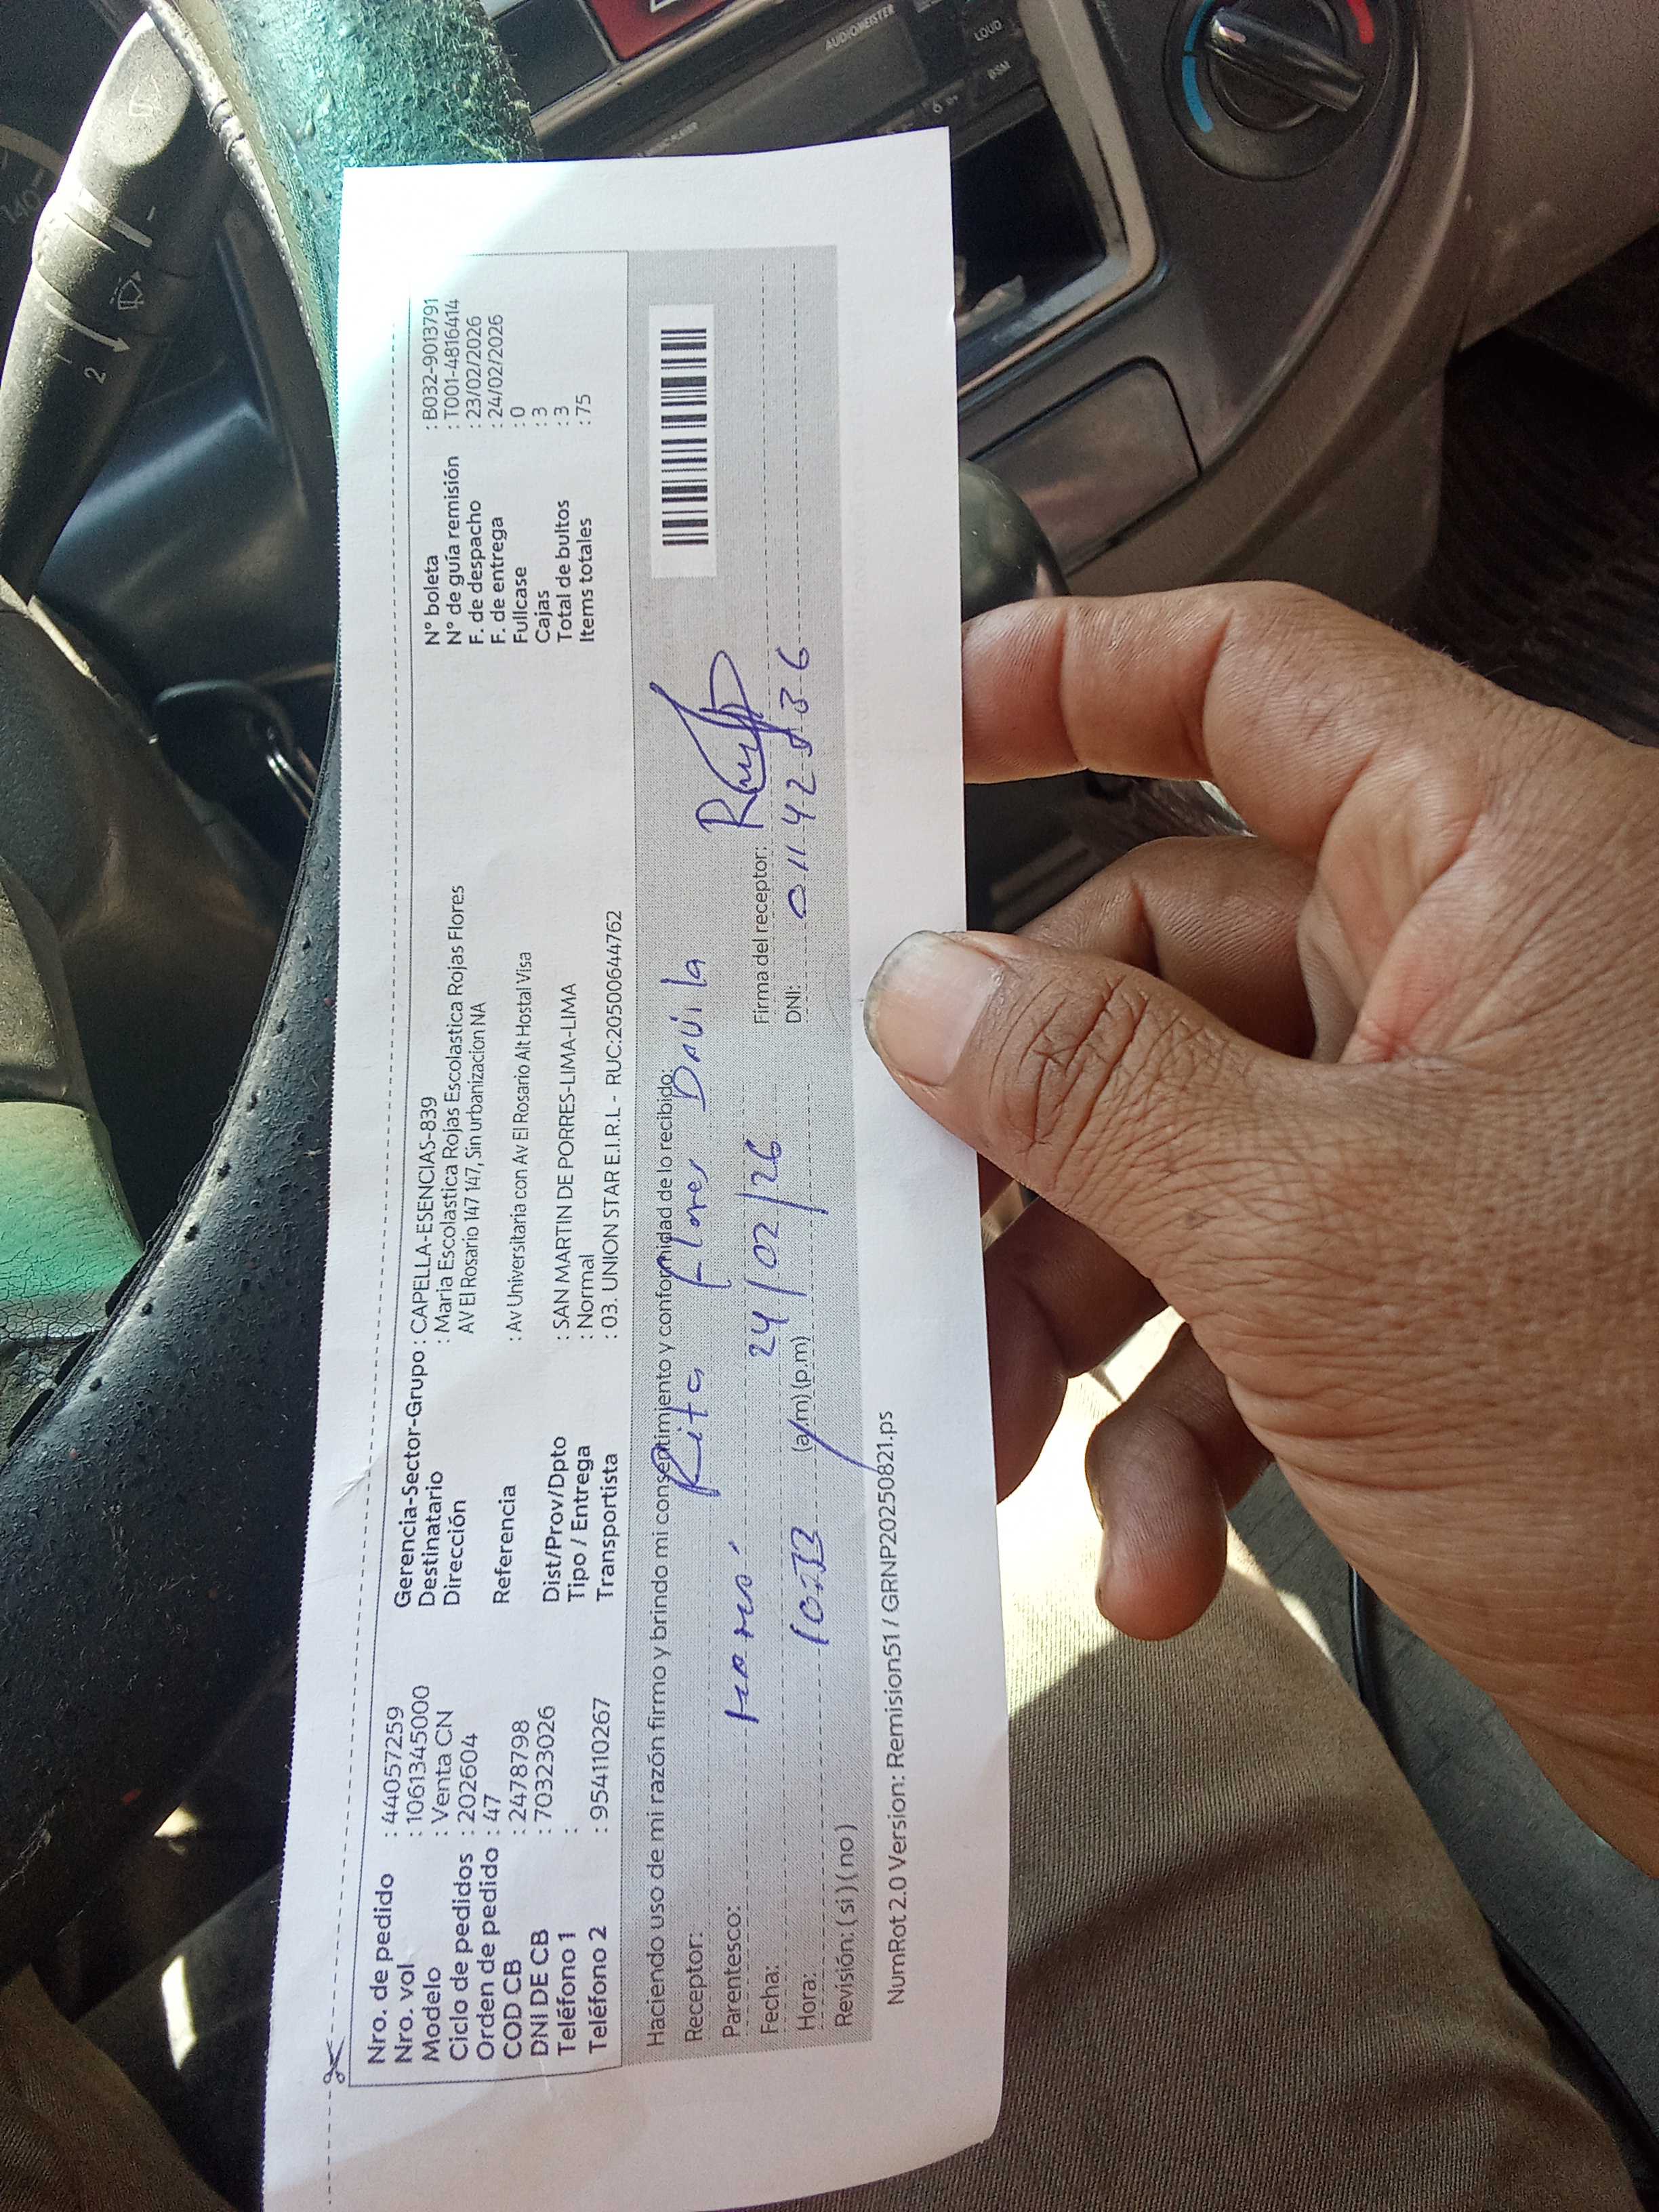 Nro. de pedido : 44057259
Nro. vol : 1061345000
Modelo : Venta CN
Ciclo de pedidos : 202604
Orden de pedido : 47
COD CB : 2478798
DNI DE CB : 70323026
Teléfono 1 :
Teléfono 2 : 954110267
Gerencia-Sector-Grupo : CAPELLA-ESENCIAS-839
Destinatario : Maria Escolastica Rojas Escolastica Rojas Flores
Dirección AV El Rosario 147 147, Sin urbanizacion NA
Referencia : Av Universitaria con Av El Rosario Alt Hostal Visa
Dist/Prov/Dpto : SAN MARTIN DE PORRES-LIMA-LIMA
Tipo / Entrega : Normal
Transportista : 03. UNION STAR E.I.R.L - RUC:20500644762
N° boleta : B032-9013791
N° de guía remisión : T001-4816414
F. de despacho : 23/02/2026
F. de entrega : 24/02/2026
Fullcase : 0
Cajas : 3
Total de bultos : 3
Items totales : 75
Haciendo uso de mi razón firmo y brindo mi consentimiento y conformidad de lo recibido:
Receptor: Rita Flores Davila
Parentesco: mamá
Fecha: 24/02/26 Firma del receptor:
Hora: (a.m) (p.m) DNI:
Revisión: ( si ) ( no )
NumRot 2.0 Version: Remision51 / GRNP20250821.ps
AUDIOMEISTER
LOUD
BSM
140
2